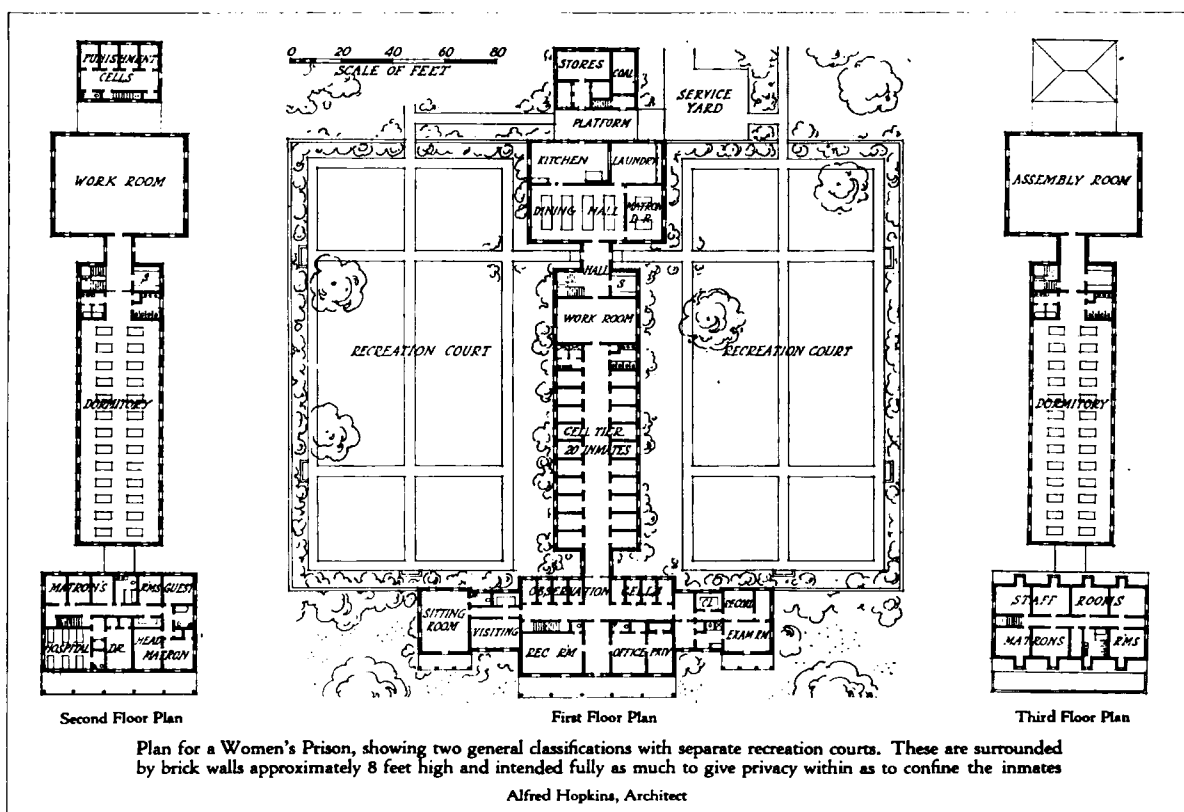 PUNISHMENT
CELLS
WORK ROOM
S
DORMITORY
MATRON'S RMS GUEST
HOSPITAL DR. HEAD
MATRON
Second Floor Plan
0 20 40 60 80
SCALE OF FEET
STORES COAL
SERVICE
YARD
PLATFORM
KITCHEN LAUNDRY
DINING HALL MATRON
D.R.
HALL
S
WORK ROOM
RECREATION COURT RECREATION COURT
CELL TIER
20 INMATES
OBSERVATION CELLS
SITTING
ROOM
VISITING
CL RECORD
REC RM OFFICE PRIV EXAM RM
First Floor Plan
ASSEMBLY ROOM
DORMITORY
STAFF ROOMS
MATRONS RMS
Third Floor Plan
Plan for a Women's Prison, showing two general classifications with separate recreation courts. These are surrounded
by brick walls approximately 8 feet high and intended fully as much to give privacy within as to confine the inmates
Alfred Hopkins, Architect